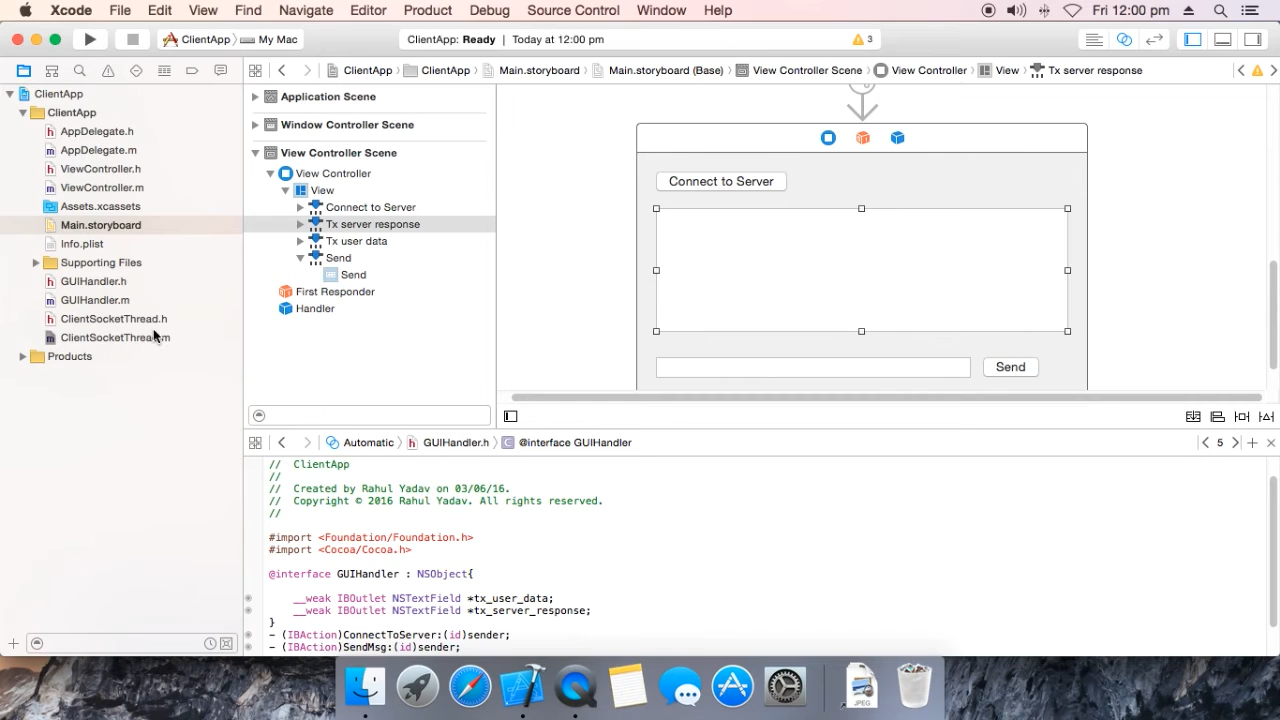 Xcode File Edit View Find Navigate Editor Product Debug Source Control Window Help Fri 12:00 pm
ClientApp My Mac ClientApp: Ready Today at 12:00 pm 3
ClientApp ClientApp Main.storyboard Main.storyboard (Base) View Controller Scene View Controller View Tx server response
ClientApp
ClientApp
h AppDelegate.h
m AppDelegate.m
h ViewController.h
m ViewController.m
Assets.xcassets
Main.storyboard
Info.plist
Supporting Files
h GUIHandler.h
m GUIHandler.m
h ClientSocketThread.h
m ClientSocketThrea m
Products
Application Scene
Window Controller Scene
View Controller Scene
View Controller
View
Connect to Server
Tx server response
Tx user data
Send
Send
First Responder
Handler
Connect to Server
Send
Automatic h GUIHandler.h C @interface GUIHandler 5
// ClientApp
//
// Created by Rahul Yadav on 03/06/16.
// Copyright © 2016 Rahul Yadav. All rights reserved.
//
#import <Foundation/Foundation.h>
#import <Cocoa/Cocoa.h>
@interface GUIHandler : NSObject{
__weak IBOutlet NSTextField *tx_user_data;
__weak IBOutlet NSTextField *tx_server_response;
}
- (IBAction)ConnectToServer:(id)sender;
- (IBAction)SendMsg:(id)sender;
JPEG